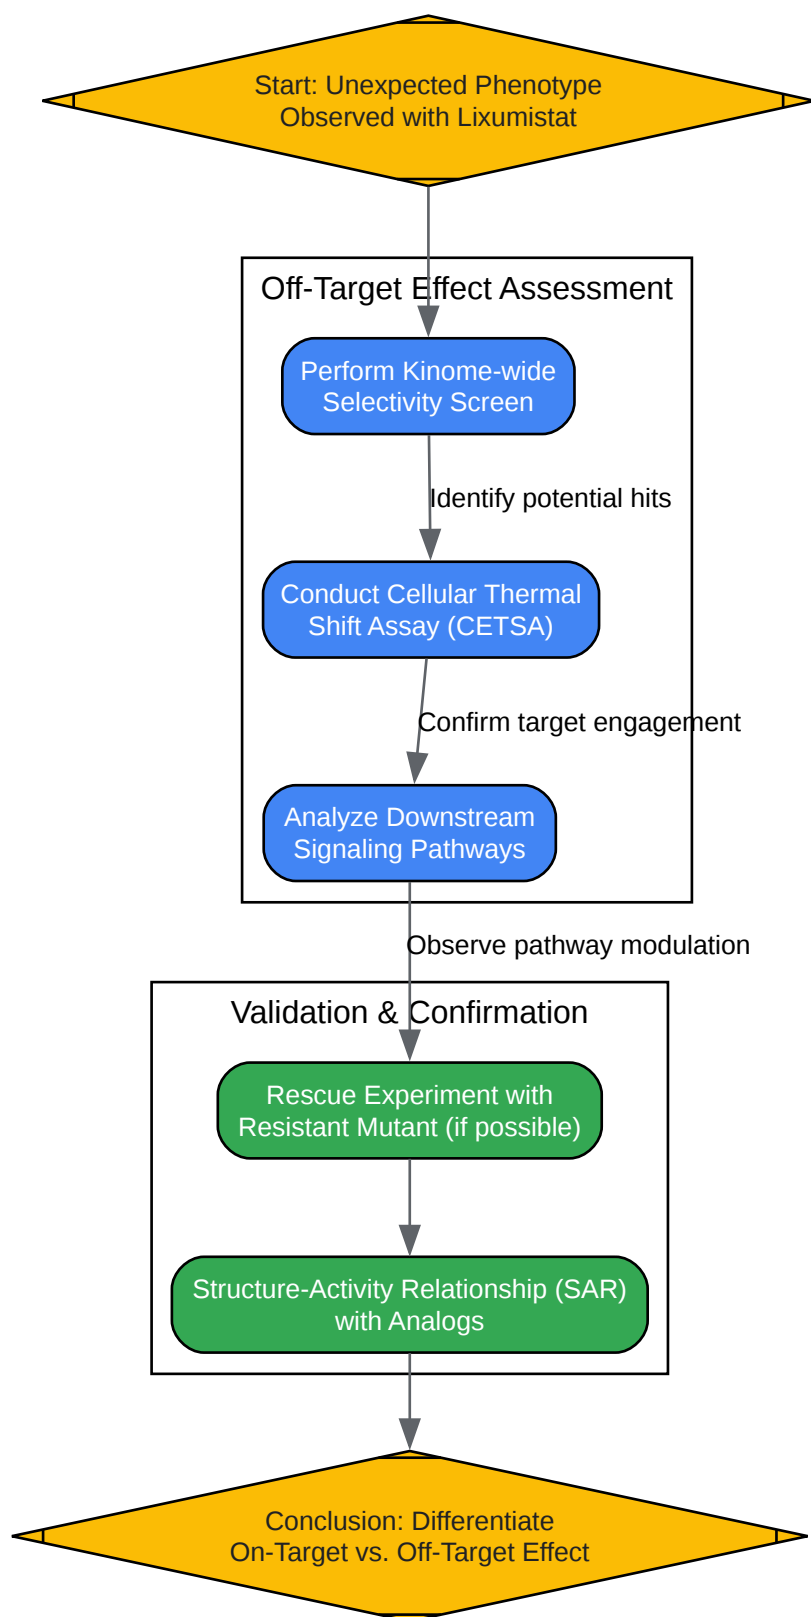 Start: Unexpected Phenotype
Observed with Lixumistat
Off-Target Effect Assessment
Perform Kinome-wide
Selectivity Screen
Identify potential hits
Conduct Cellular Thermal
Shift Assay (CETSA)
Confirm target engagement
Analyze Downstream
Signaling Pathways
Observe pathway modulation
Validation & Confirmation
Rescue Experiment with
Resistant Mutant (if possible)
Structure-Activity Relationship (SAR)
with Analogs
Conclusion: Differentiate
On-Target vs. Off-Target Effect